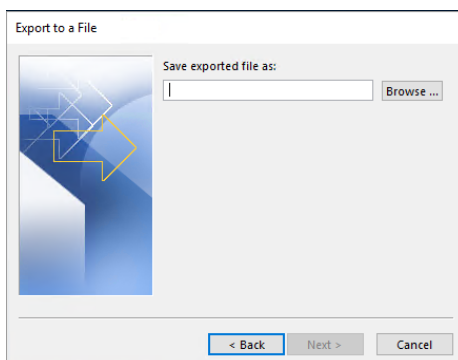 Export to a File
Save exported file as:
Browse ...
< Back
Next >
Cancel